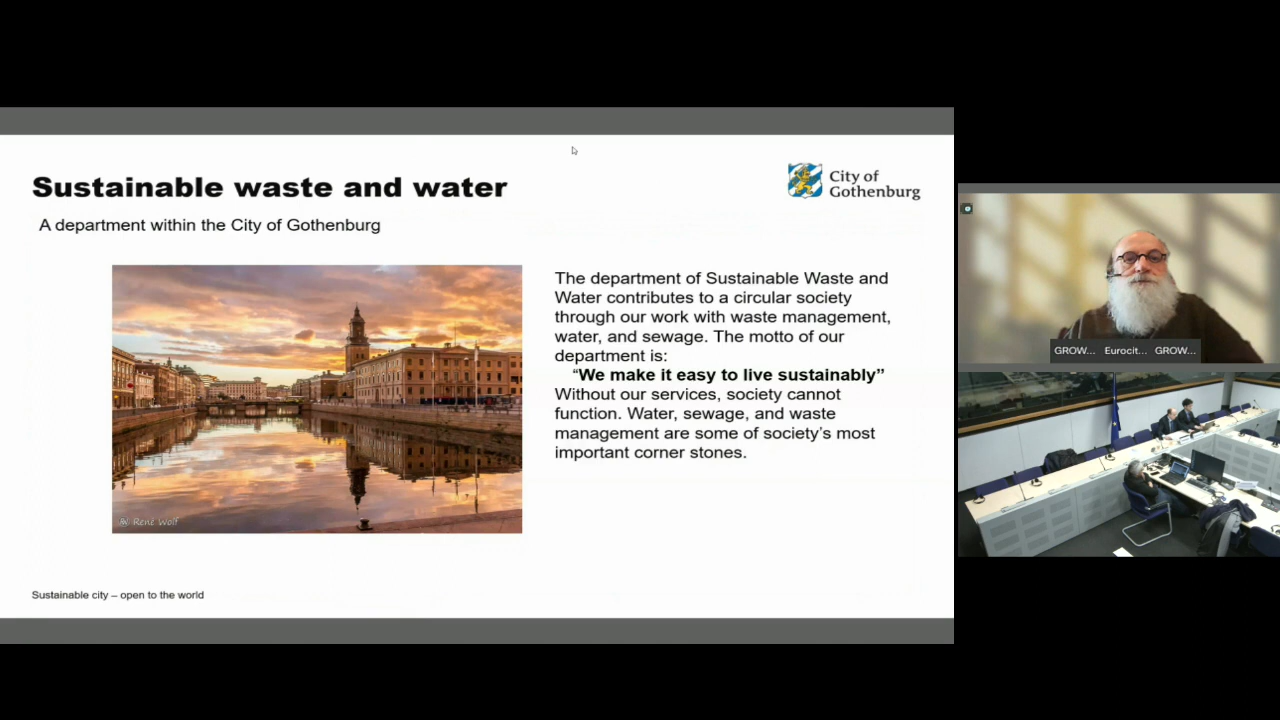 Sustainable waste and water
A department within the City of Gothenburg
City of
Gothenburg
The department of Sustainable Waste and
Water contributes to a circular society
through our work with waste management,
water, and sewage. The motto of our
department is:
“We make it easy to live sustainably”
Without our services, society cannot
function. Water, sewage, and waste
management are some of society’s most
important corner stones.
René Wolf
Sustainable city – open to the world
GROW... Eurocit... GROW...